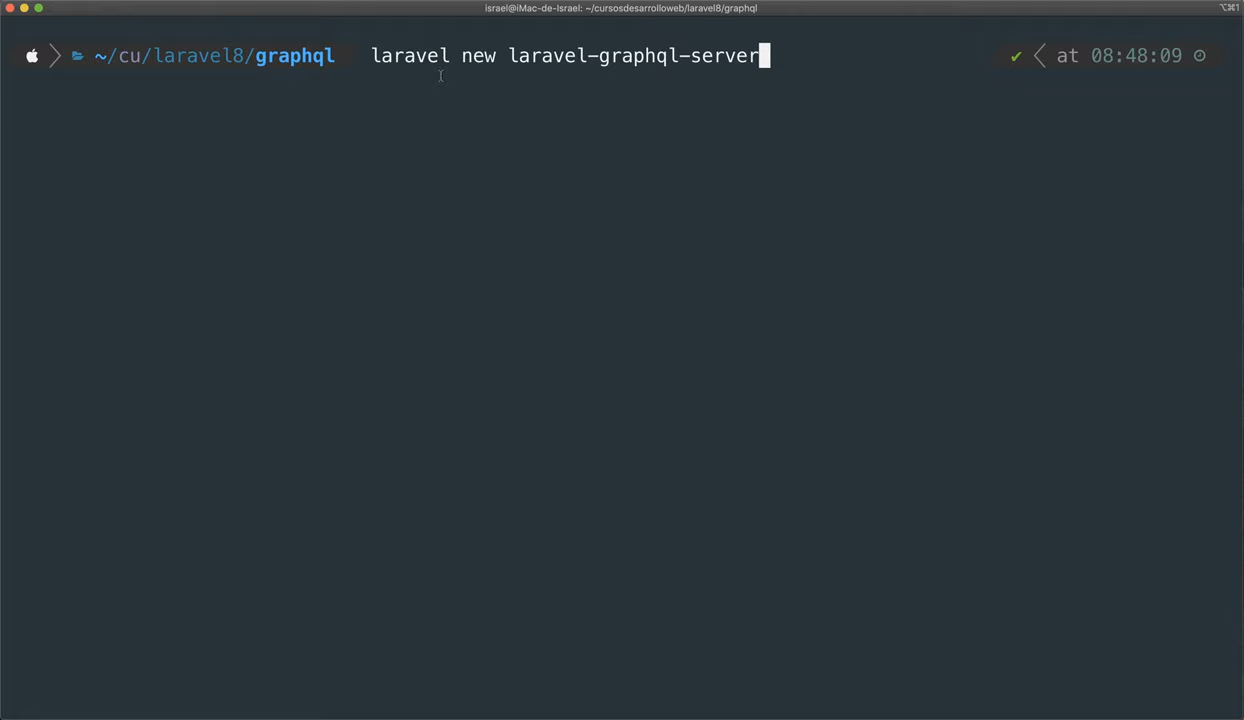 israel@iMac-de-Israel: ~/cursosdesarrolloweb/laravel8/graphql
⌥⌘1
~/cu/laravel8/graphql laravel new laravel-graphql-server ✔ at 08:48:09